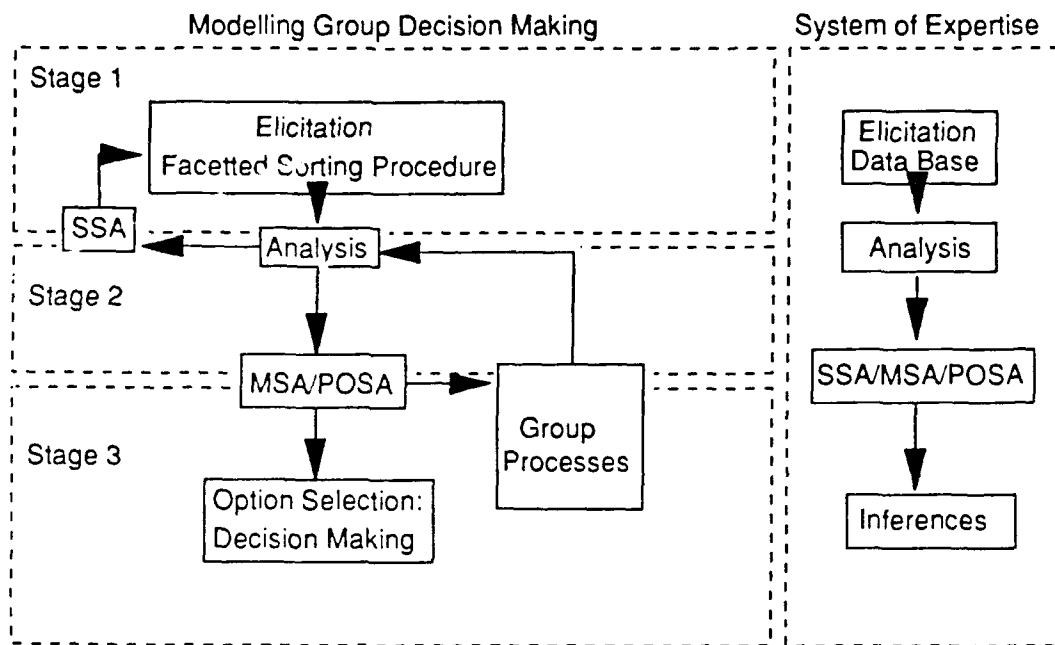 Modelling Group Decision Making
System of Expertise
Stage 1
Elicitation
Facetted Sorting Procedure
SSA
Analysis
Stage 2
MSA/POSA
Group
Processes
Stage 3
Option Selection:
Decision Making
Elicitation
Data Base
Analysis
SSA/MSA/POSA
Inferences